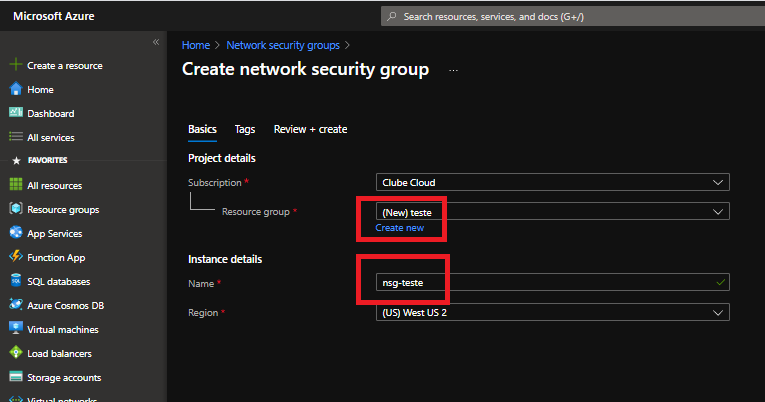 Microsoft Azure
Search resources, services, and docs (G+/)
«
Home > Network security groups >
Create network security group ...
Create a resource
Home
Dashboard
All services
FAVORITES
All resources
Resource groups
App Services
Function App
SQL databases
Azure Cosmos DB
Virtual machines
Load balancers
Storage accounts
Virtual networks
Basics Tags Review + create
Project details
Subscription * Clube Cloud
Resource group * (New) teste
Create new
Instance details
Name * nsg-teste
Region * (US) West US 2